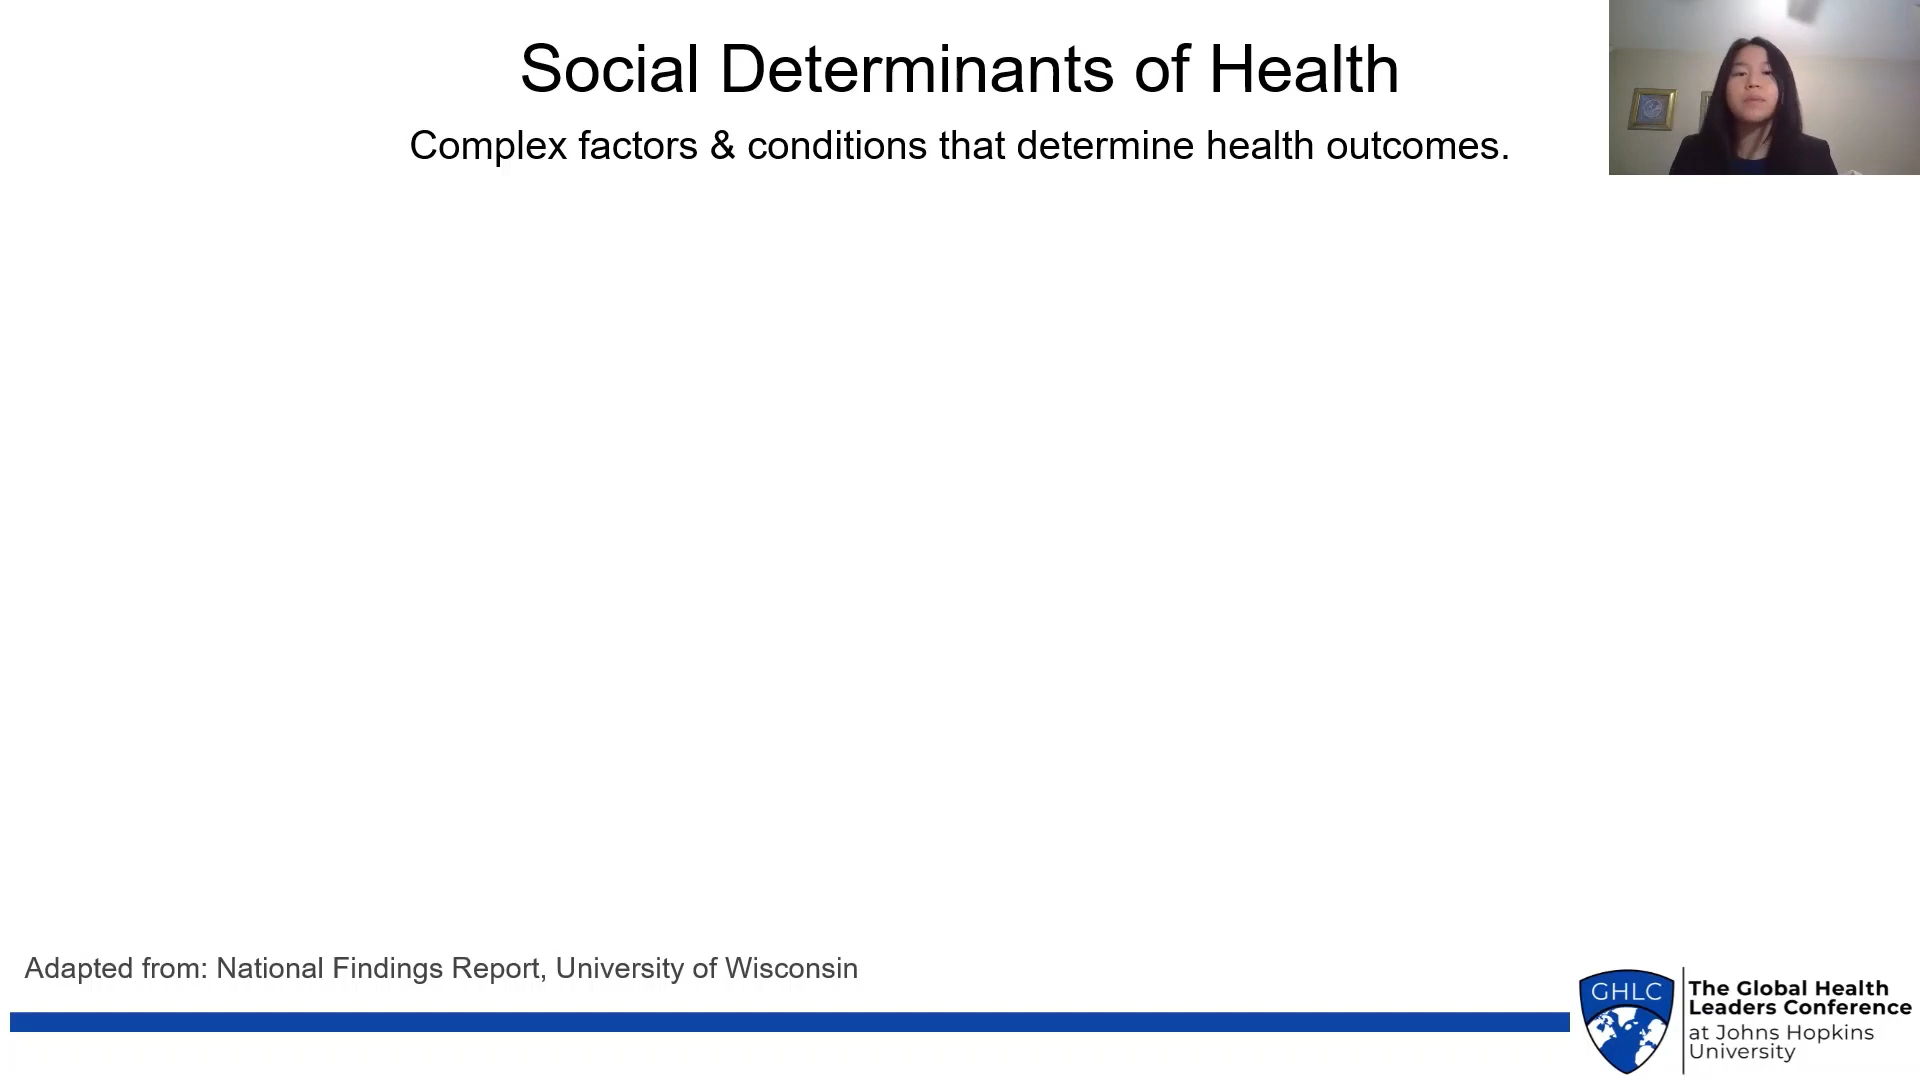 Social Determinants of Health
Complex factors & conditions that determine health outcomes.
Adapted from: National Findings Report, University of Wisconsin
GHLC
The Global Health
Leaders Conference
at Johns Hopkins
University